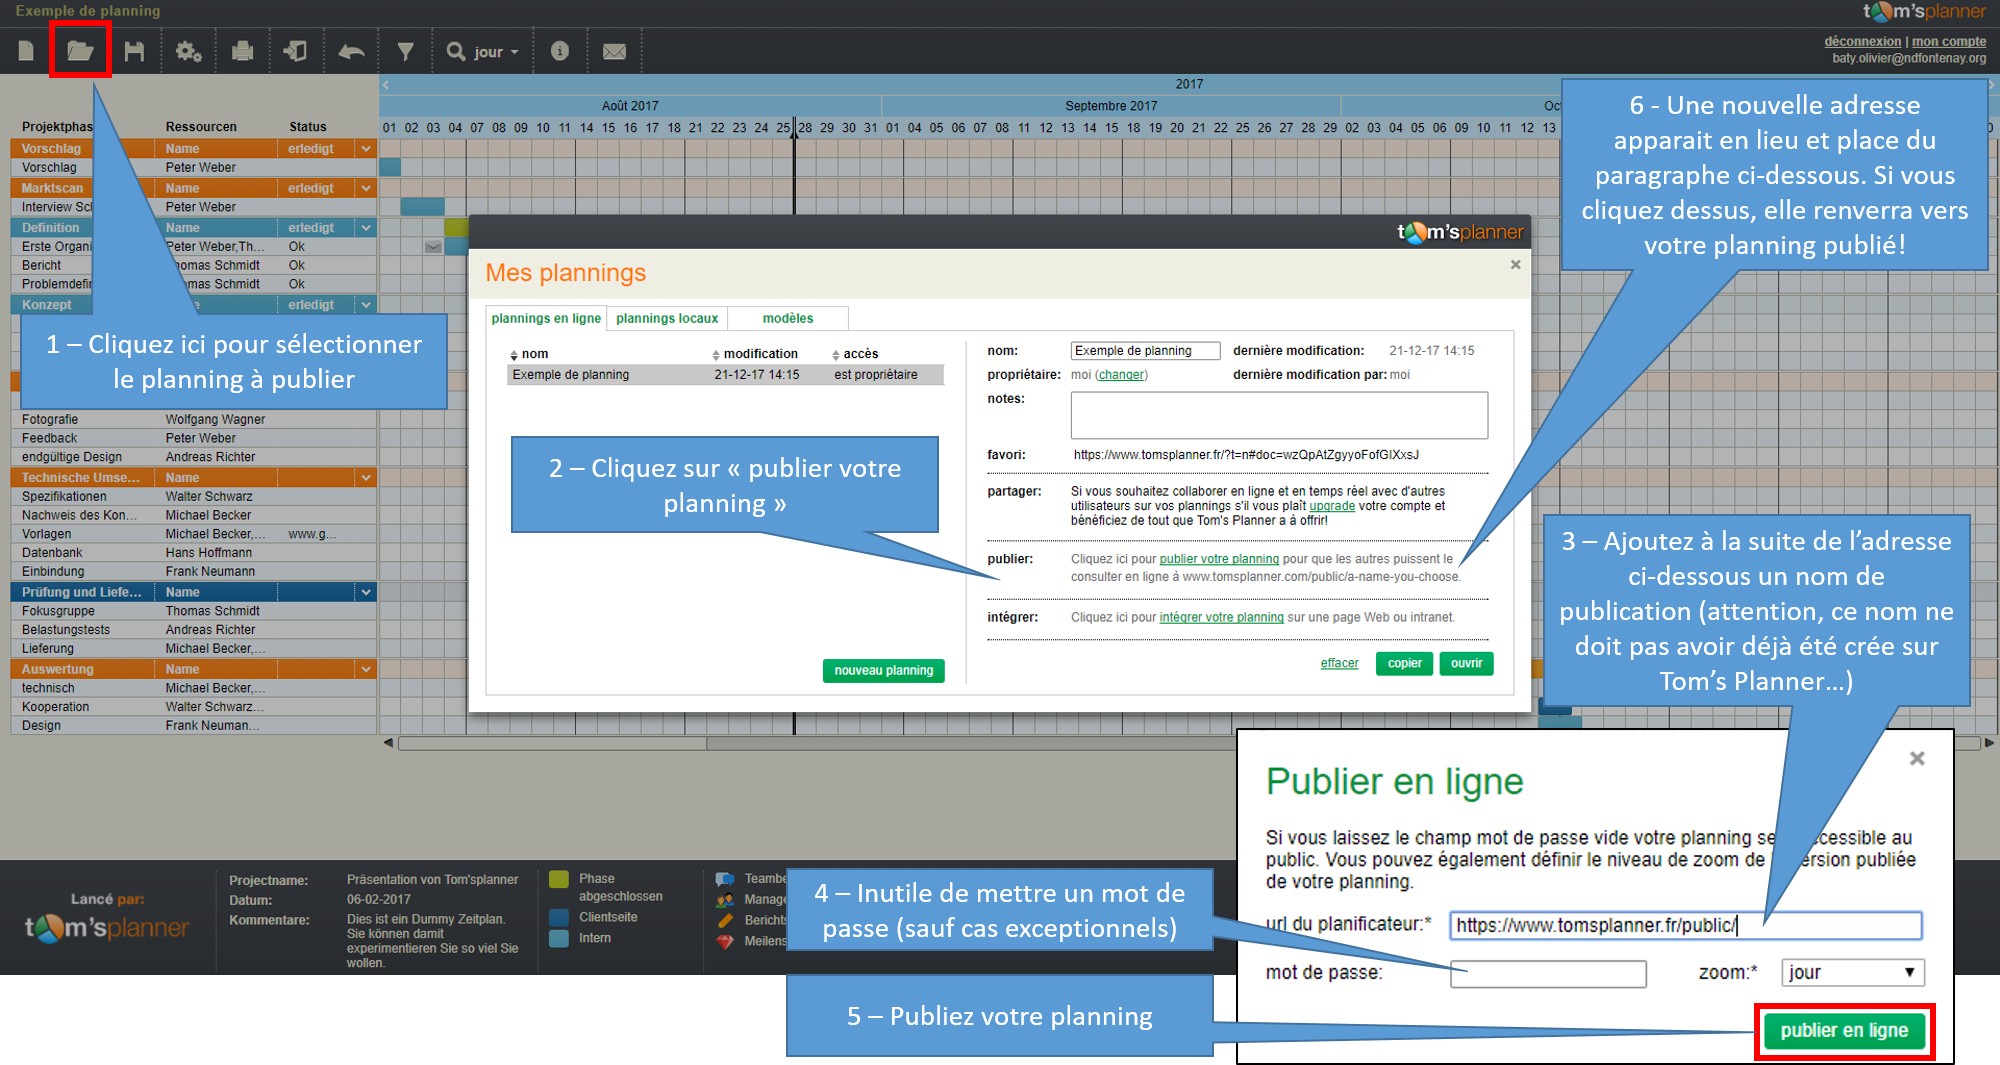 Exemple de planning
tom'splanner
jour
déconnexion | mon compte
baty.olivier@ndfontenay.org
2017
Août 2017
Septembre 2017
Projektphas
Ressourcen
Status
01 02 03 04 07 08 09 10 11 14 15 16 17 18 21 22 23 24 25 28 29 30 31 01 04 05 06 07 08 11 12 13 14 15 18 19 20 21 22 25 26 27 28 29 02 03 04 05 06 09 10 11 12 13
Vorschlag Name erledigt
Vorschlag Peter Weber
Marktscan Name erledigt
Interview Peter Weber
Definition Name erledigt
Erste Peter Weber,Th... Ok
Bericht Thomas Schmidt Ok
Schmidt Ok
Konzept erledigt
Fotografie Wolfgang Wagner
Feedback Peter Weber
endgültige Design Andreas Richter
Technische Umse... Name
Spezifikationen Walter Schwarz
Nachweis des Kon... Michael Becker
Vorlagen Michael Becker,... www.g...
Datenbank Hans Hoffmann
Einbindung Frank Neumann
Prüfung und Liefe... Name
Fokusgruppe Thomas Schmidt
Belastungstests Andreas Richter
Lieferung Michael Becker,...
Auswertung Name
technisch Michael Becker,...
Kooperation Walter Schwarz...
Design Frank Neuman...
1 – Cliquez ici pour sélectionner
le planning à publier
tom'splanner
Mes plannings
plannings en ligne plannings locaux modèles
nom modification accès
Exemple de planning 21-12-17 14:15 est propriétaire
2 – Cliquez sur « publier votre
planning »
nouveau planning
nom: Exemple de planning dernière modification: 21-12-17 14:15
propriétaire: moi (changer) dernière modification par: moi
notes:
favori: https://www.tomsplanner.fr/?t=n#doc=wzQpAtZgyyoFofGIXxsJ
partager: Si vous souhaitez collaborer en ligne et en temps réel avec d'autres
utilisateurs sur vos plannings s'il vous plaît upgrade votre compte et
bénéficiez de tout que Tom's Planner a à offrir!
publier: Cliquez ici pour publier votre planning pour que les autres puissent le
consulter en ligne à www.tomsplanner.com/public/a-name-you-choose.
intégrer: Cliquez ici pour intégrer votre planning sur une page Web ou intranet.
effacer copier ouvrir
6 - Une nouvelle adresse
apparait en lieu et place du
paragraphe ci-dessous. Si vous
cliquez dessus, elle renverra vers
votre planning publié!
3 – Ajoutez à la suite de l’adresse
ci-dessous un nom de
publication (attention, ce nom ne
doit pas avoir déjà été crée sur
Tom’s Planner…)
Publier en ligne
Si vous laissez le champ mot de passe vide votre planning accessible au
public. Vous pouvez également définir le niveau de zoom de version publiée
de votre planning.
url du planificateur:* https://www.tomsplanner.fr/public/
mot de passe: zoom:* jour
publier en ligne
4 – Inutile de mettre un mot de
passe (sauf cas exceptionnels)
5 – Publiez votre planning
Lancé par:
tom'splanner
Projectname: Präsentation von Tom'splanner
Datum: 06-02-2017
Kommentare: Dies ist ein Dummy Zeitplan.
Sie können damit
experimentieren Sie so viel Sie
wollen.
Phase
abgeschlossen
Clientseite
Intern